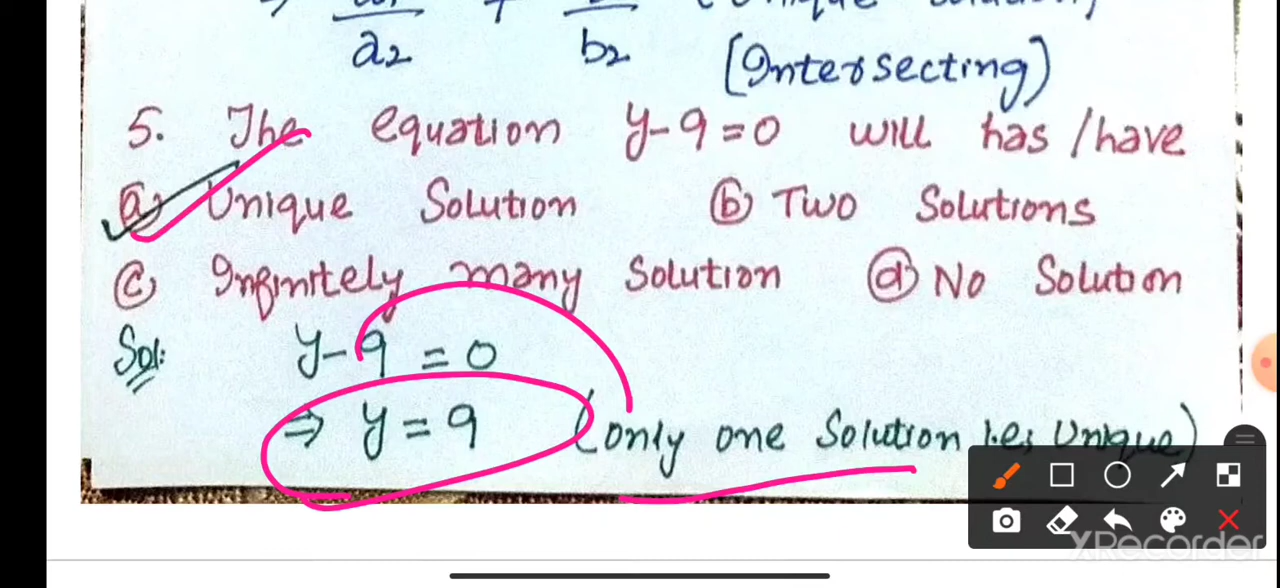 a2 b2 (Intersecting)
5. The equation y-9=0 will has/have
a) Unique Solution b) Two Solutions
c) Infinitely many Solution d) No Solution
Sol: y-9=0
⇒ y=9 (only one Solution i.e; Unique)
XRecorder